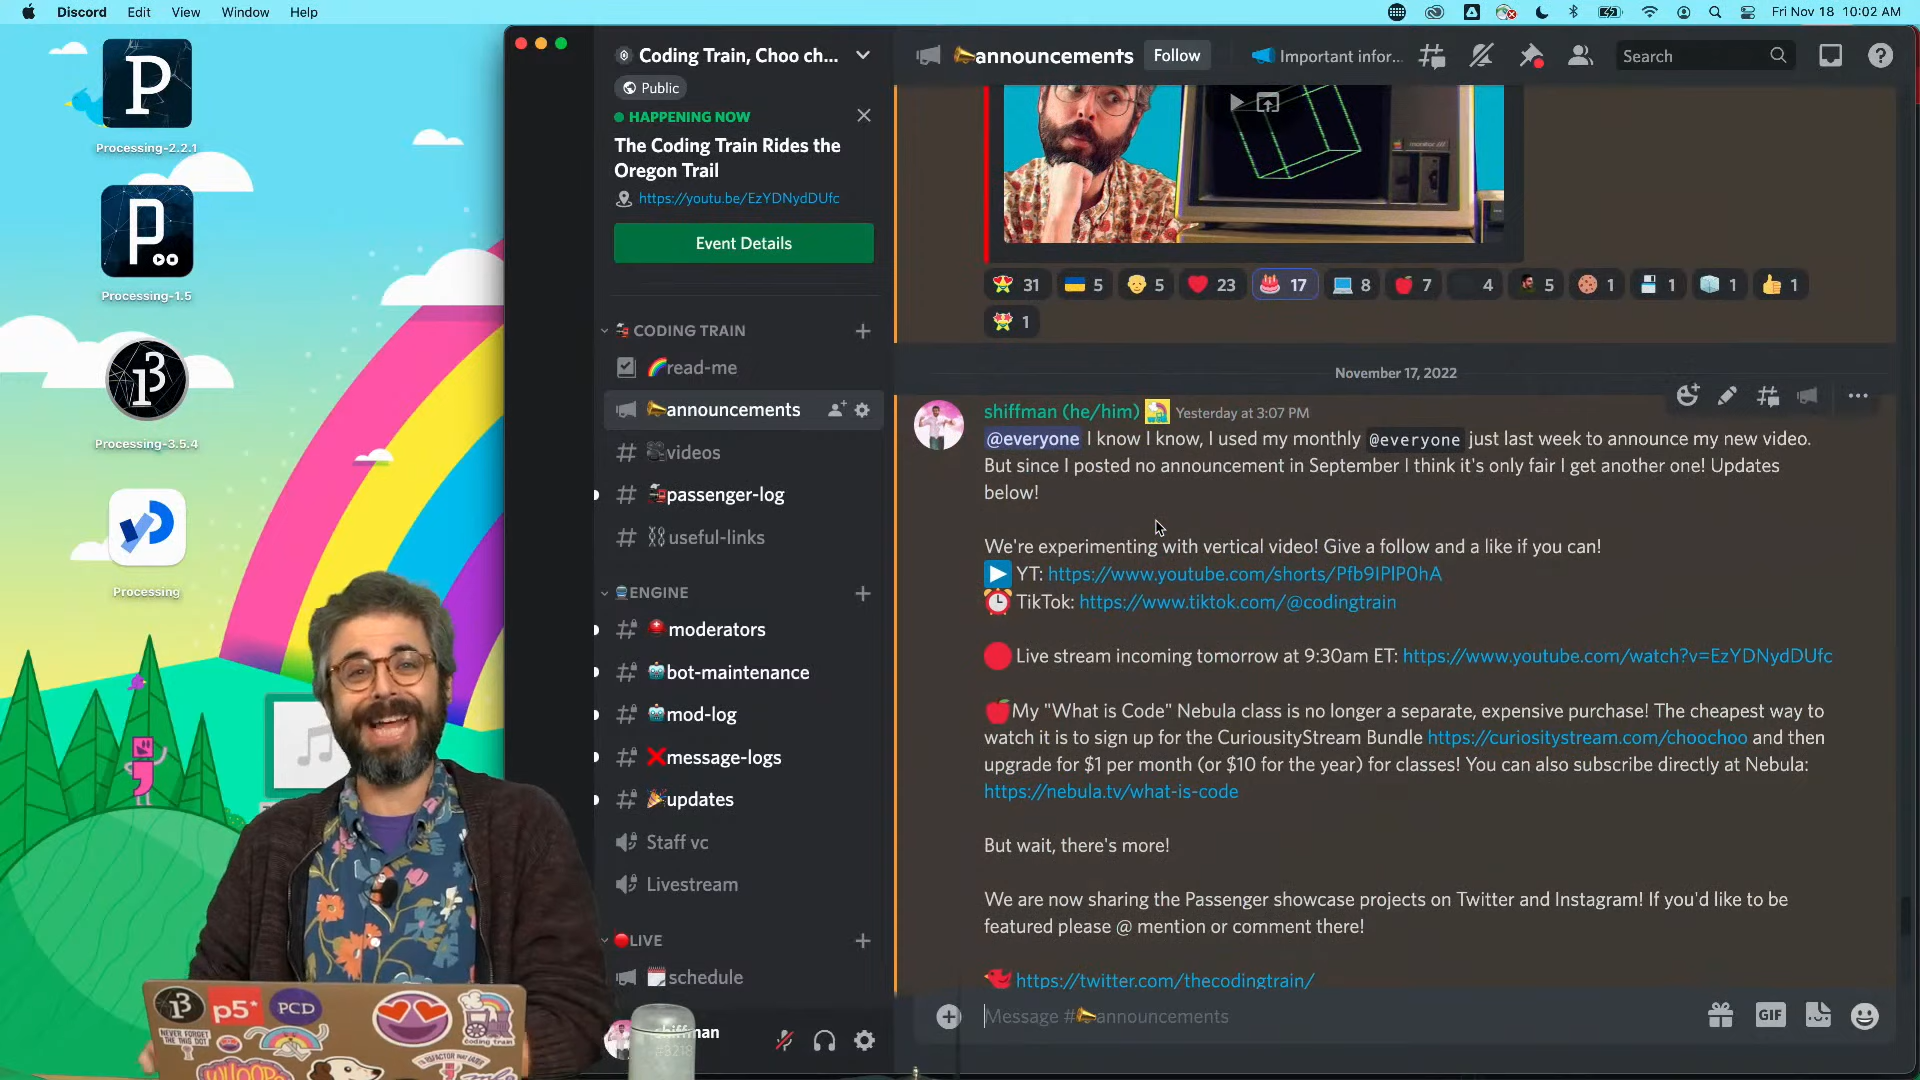 Discord Edit View Window Help
Fri Nov 18 10:02 AM
Processing-2.2.1
Processing-1.5
Processing-3.5.4
Processing
Coding Train, Choo ch...
Public
HAPPENING NOW
The Coding Train Rides the
Oregon Trail
https://youtu.be/EzYDNydDUfc
Event Details
CODING TRAIN
read-me
announcements
videos
passenger-log
useful-links
ENGINE
moderators
bot-maintenance
mod-log
message-logs
updates
Staff vc
Livestream
LIVE
schedule
announcements
Follow
Important infor...
Search
31 5 5 23 17 8 7 4 5 1 1 1 1
1
November 17, 2022
shiffman (he/him) Yesterday at 3:07 PM
@everyone I know I know, I used my monthly @everyone just last week to announce my new video.
But since I posted no announcement in September I think it's only fair I get another one! Updates
below!
We're experimenting with vertical video! Give a follow and a like if you can!
YT: https://www.youtube.com/shorts/Pfb9IPlP0hA
TikTok: https://www.tiktok.com/@codingtrain
Live stream incoming tomorrow at 9:30am ET: https://www.youtube.com/watch?v=EzYDNydDUfc
My "What is Code" Nebula class is no longer a separate, expensive purchase! The cheapest way to
watch it is to sign up for the CuriousityStream Bundle https://curiositystream.com/choochoo and then
upgrade for $1 per month (or $10 for the year) for classes! You can also subscribe directly at Nebula:
https://nebula.tv/what-is-code
But wait, there's more!
We are now sharing the Passenger showcase projects on Twitter and Instagram! If you'd like to be
featured please @ mention or comment there!
https://twitter.com/thecodingtrain/
Message #announcements
GIF
p5*
PCD
NEVER FORGET
THE THIS DOT
coding train
WHOOPS